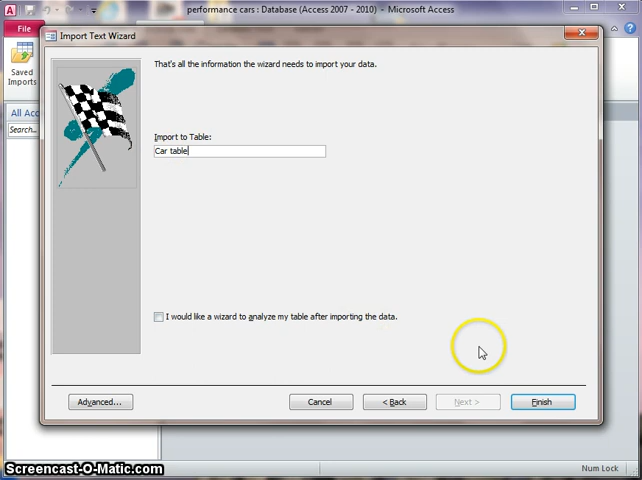 performance cars : Database (Access 2007 - 2010) - Microsoft Access
File
Import Text Wizard
Saved
Imports
All Acc
Search...
That's all the information the wizard needs to import your data.
Import to Table:
Car table
I would like a wizard to analyze my table after importing the data.
Advanced...
Cancel
< Back
Next >
Finish
Num Lock
Screencast-O-Matic.com